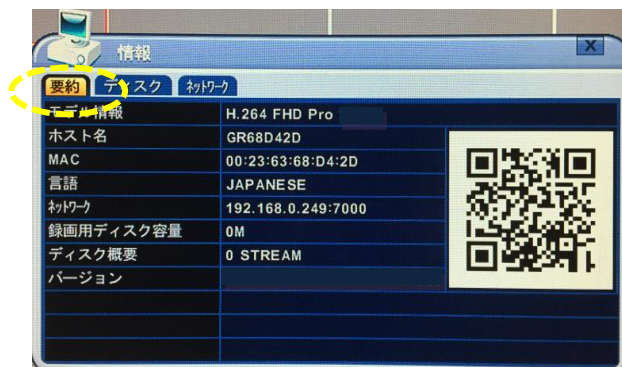 情報
X
要約 ディスク ネットワーク
モデル情報 H.264 FHD Pro
ホスト名 GR68D42D
MAC 00:23:63:68:D4:2D
言語 JAPANESE
ネットワーク 192.168.0.249:7000
録画用ディスク容量 0M
ディスク概要 0 STREAM
バージョン